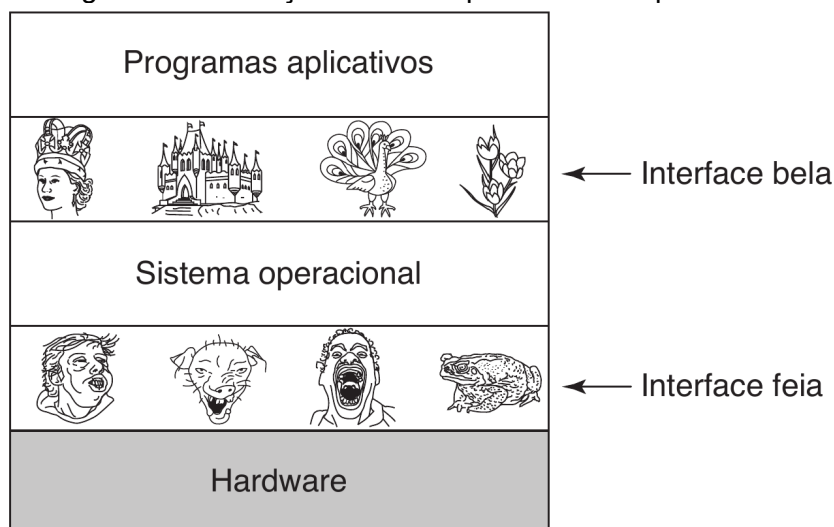 Programas aplicativos
Interface bela
Sistema operacional
Interface feia
Hardware